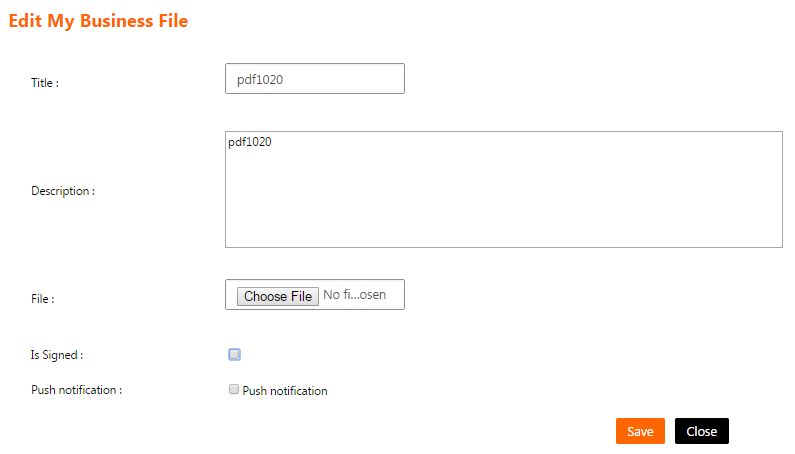 Edit My Business File
Title : pdf1020
pdf1020
Description :
File : Choose File No fi...osen
Is Signed :
Push notification : Push notification
Save Close